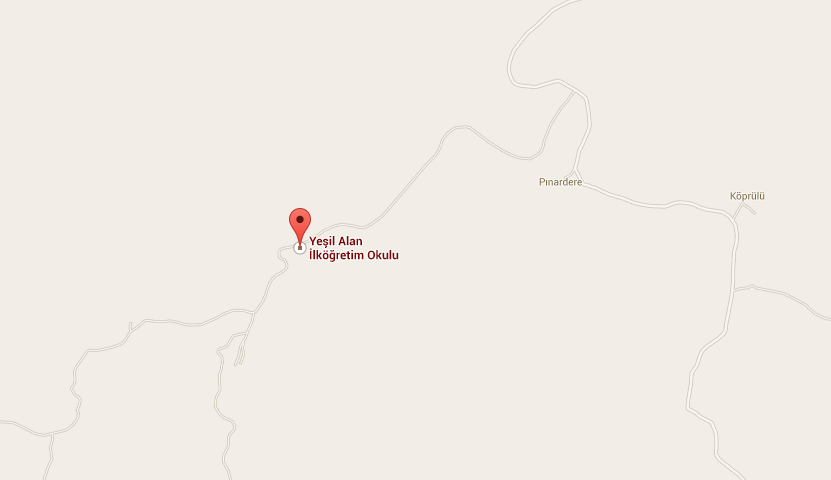 Pınardere
Köprülü
Yeşil Alan
İlköğretim Okulu